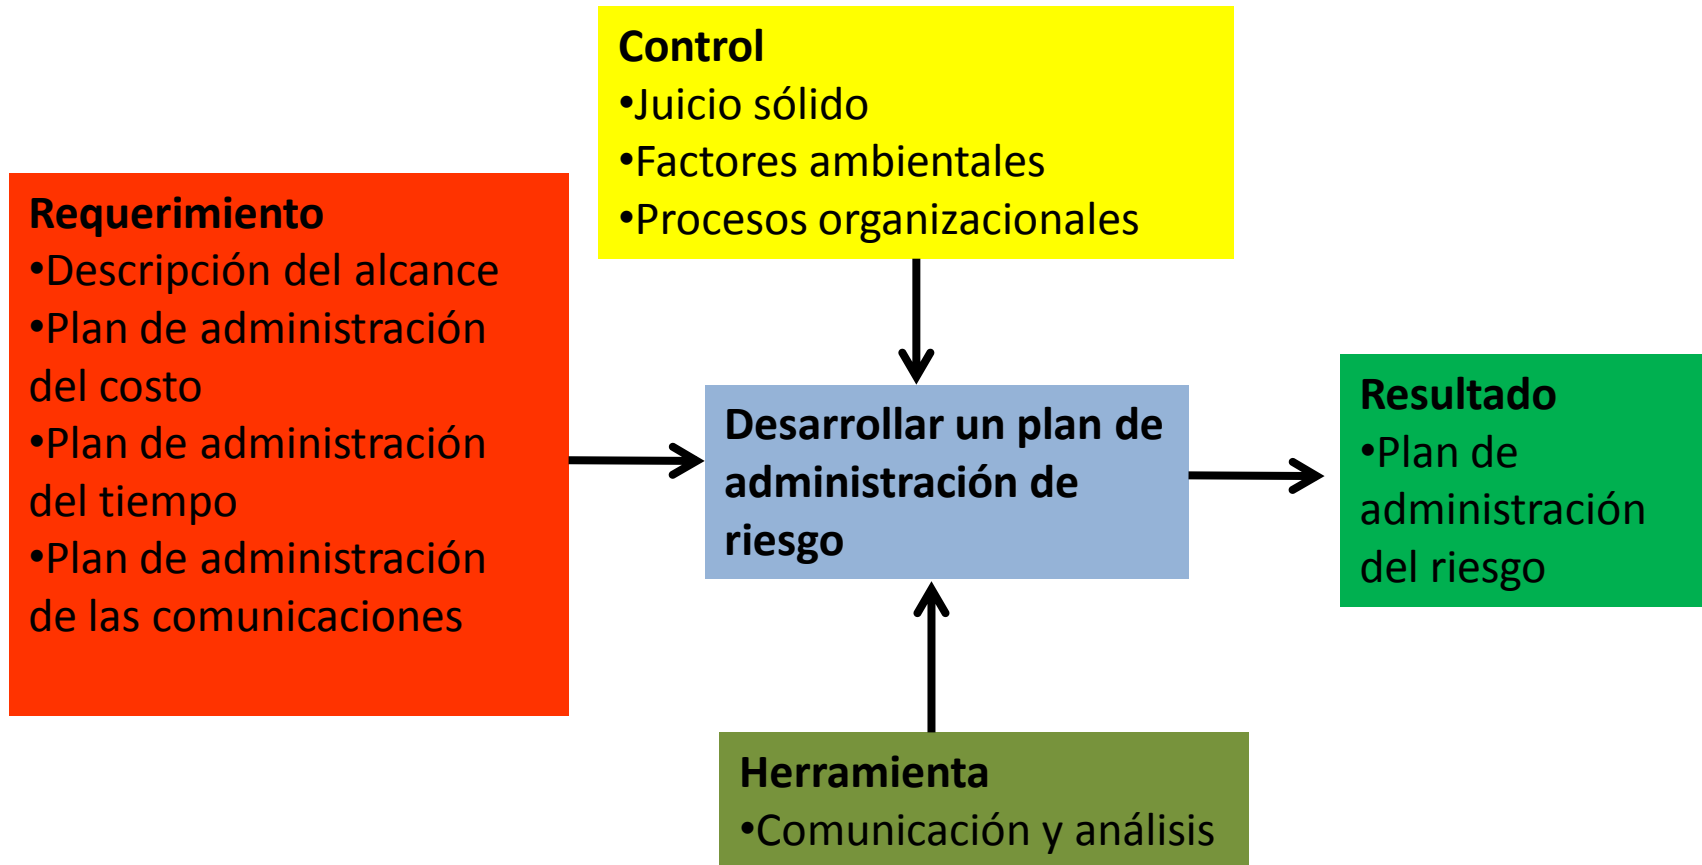 Control
•Juicio sólido
•Factores ambientales
•Procesos organizacionales
Requerimiento
•Descripción del alcance
•Plan de administración
del costo
•Plan de administración
del tiempo
•Plan de administración
de las comunicaciones
Desarrollar un plan de
administración de
riesgo
Resultado
•Plan de
administración
del riesgo
Herramienta
•Comunicación y análisis